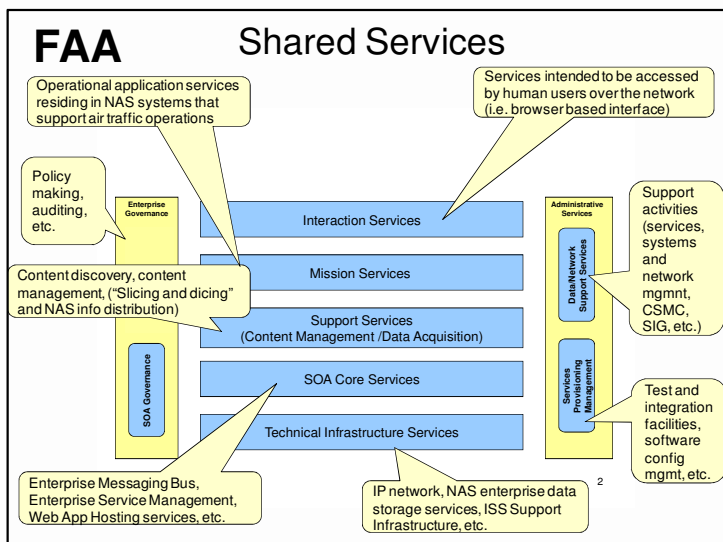 FAA
Shared Services
Operational application services
residing in NAS systems that
support air traffic operations
Services intended to be accessed
by human users over the network
(i.e. browser based interface)
Policy
making,
auditing,
etc.
Enterprise
Governance
Administrative
Services
Support
activities
(services,
systems
and
network
mgmnt,
CSMC,
SIG, etc.)
Interaction Services
Mission Services
Data/Network
Support Services
Content discovery, content
management, (“Slicing and dicing”
and NAS info distribution)
Support Services
(Content Management /Data Acquisition)
SOA Governance
SOA Core Services
Services
Provisioning
Management
Technical Infrastructure Services
Test and
integration
facilities,
software
config
mgmt, etc.
Enterprise Messaging Bus,
Enterprise Service Management,
Web App Hosting services, etc.
IP network, NAS enterprise data
storage services, ISS Support
Infrastructure, etc.
2